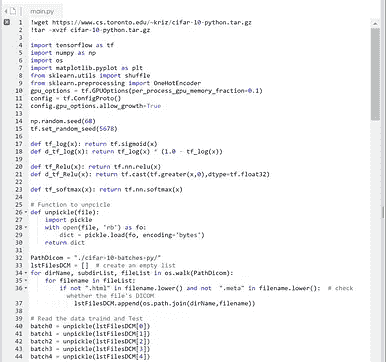 main.py
1 !wget https://www.cs.toronto.edu/~kriz/cifar-10-python.tar.gz
2 !tar -xvzf cifar-10-python.tar.gz
3
4 import tensorflow as tf
5 import numpy as np
6 import os
7 import matplotlib.pyplot as plt
8 from sklearn.utils import shuffle
9 from sklearn.preprocessing import OneHotEncoder
10 gpu_options = tf.GPUOptions(per_process_gpu_memory_fraction=0.1)
11 config = tf.ConfigProto()
12 config.gpu_options.allow_growth=True
13
14 np.random.seed(68)
15 tf.set_random_seed(5678)
16
17 def tf_log(x): return tf.sigmoid(x)
18 def d_tf_log(x): return tf_log(x) * (1.0 - tf_log(x))
19
20 def tf_Relu(x): return tf.nn.relu(x)
21 def d_tf_Relu(x): return tf.cast(tf.greater(x,0),dtype=tf.float32)
22
23 def tf_softmax(x): return tf.nn.softmax(x)
24
25 # Function to unpcicle
26 def unpickle(file):
27 import pickle
28 with open(file, 'rb') as fo:
29 dict = pickle.load(fo, encoding='bytes')
30 return dict
31
32 PathDicom = "./cifar-10-batches-py/"
33 lstFilesDCM = [] # create an empty list
34 for dirName, subdirList, fileList in os.walk(PathDicom):
35 for filename in fileList:
36 if not ".html" in filename.lower() and not ".meta" in filename.lower(): # check
whether the file's DICOM
37 lstFilesDCM.append(os.path.join(dirName,filename))
38
39 # Read the data traind and Test
40 batch0 = unpickle(lstFilesDCM[0])
41 batch1 = unpickle(lstFilesDCM[1])
42 batch2 = unpickle(lstFilesDCM[2])
43 batch3 = unpickle(lstFilesDCM[3])
44 batch4 = unpickle(lstFilesDCM[4])